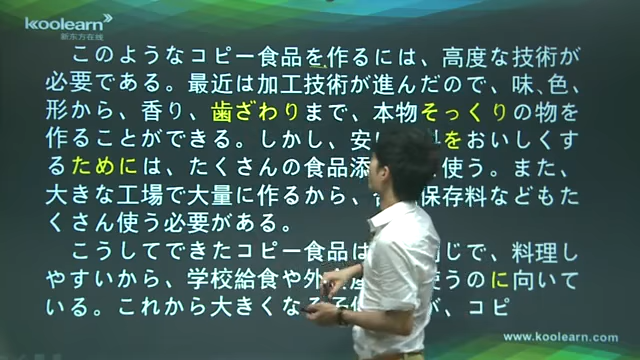 koolearn
新东方在线
このようなコピー食品を作るには、高度な技術が
必要である。最近は加工技術が進んだので、味、色、
形から、香り、歯ざわりまで、本物そっくりの物を
作ることができる。しかし、安い 料をおいしくす
るためには、たくさんの食品添 使う。また、
大きな工場で大量に作るから、 保存料などもた
くさん使う必要がある。
こうしてできたコピー食品は 同じで、料理し
やすいから、学校給食や外 使うのに向いて
いる。これから大きくなる子 が、コピ
www.koolearn.com